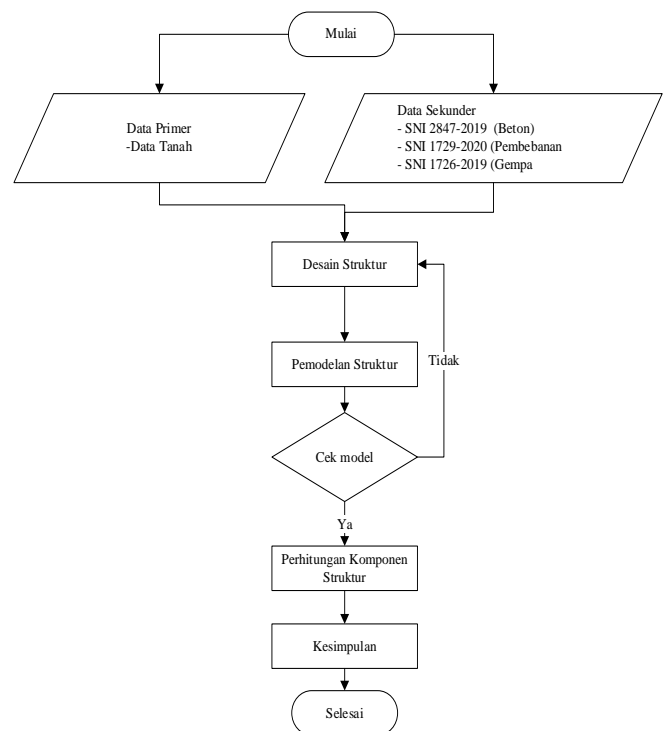 Mulai
Data Primer
-Data Tanah
Data Sekunder
- SNI 2847-2019 (Beton)
- SNI 1729-2020 (Pembebanan
- SNI 1726-2019 (Gempa
Desain Struktur
Pemodelan Struktur
Tidak
Cek model
Ya
Perhitungan Komponen
Struktur
Kesimpulan
Selesai